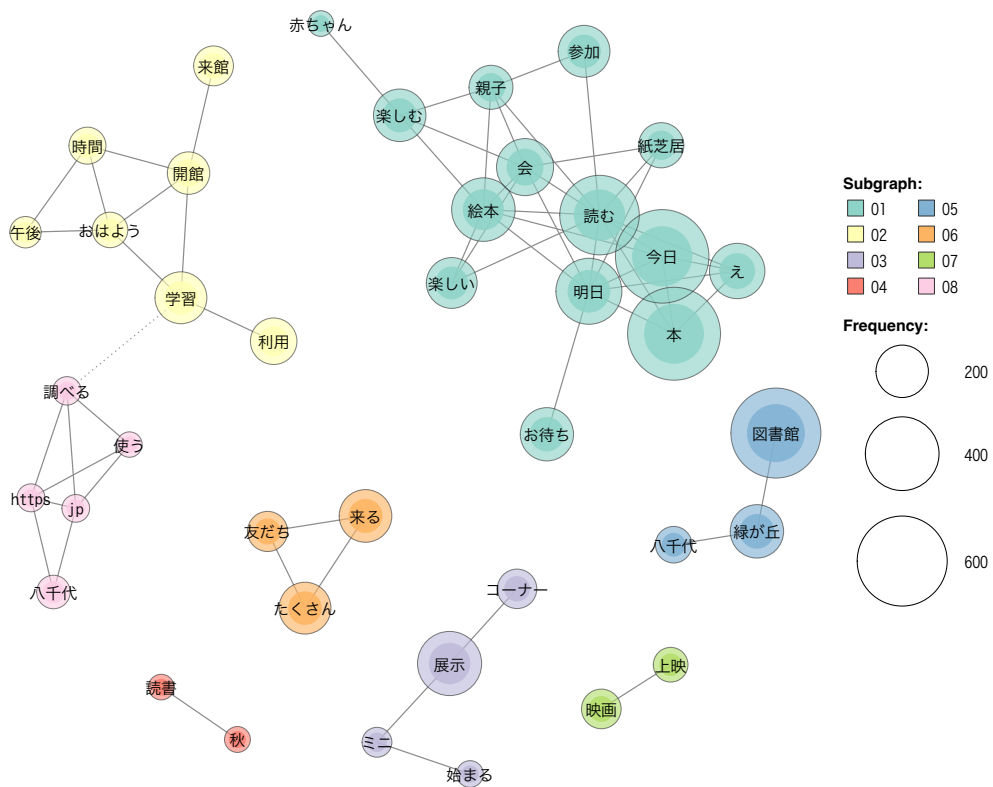 赤ちゃん
参加
来館
親子
楽しむ
時間
紙芝居
会
開館
絵本
読む
午後
おはよう
今日
え
楽しい
明日
学習
本
利用
調べる
お待ち
図書館
使う
https
jp
友だち
来る
緑が丘
八千代
八千代
コーナー
たくさん
展示
上映
読書
映画
秋
ミニ
始まる
Subgraph:
01 05
02 06
03 07
04 08
Frequency:
200
400
600